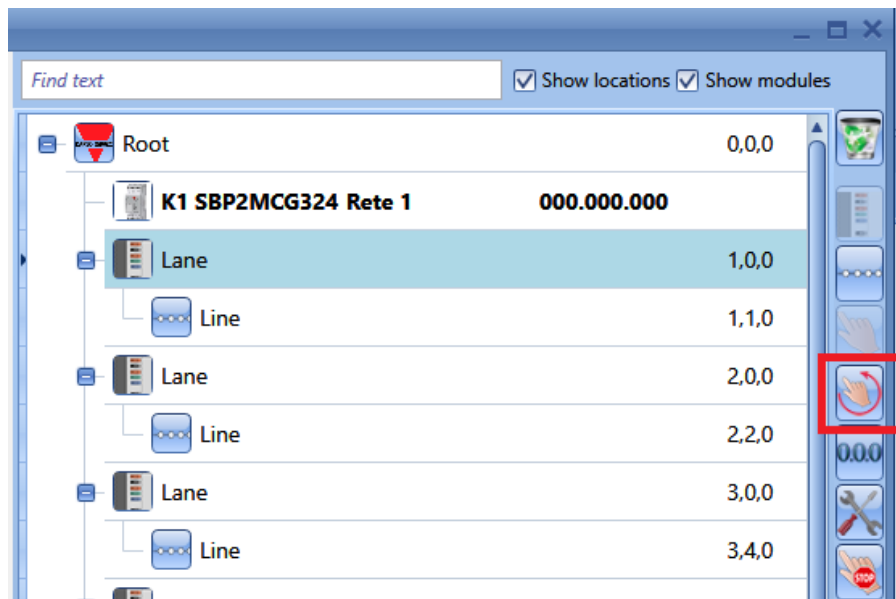 Find text
Show locations Show modules
Root 0,0,0
K1 SBP2MCG324 Rete 1 000.000.000
Lane 1,0,0
Line 1,1,0
Lane 2,0,0
Line 2,2,0
0.0.0
Lane 3,0,0
Line 3,4,0
STOP